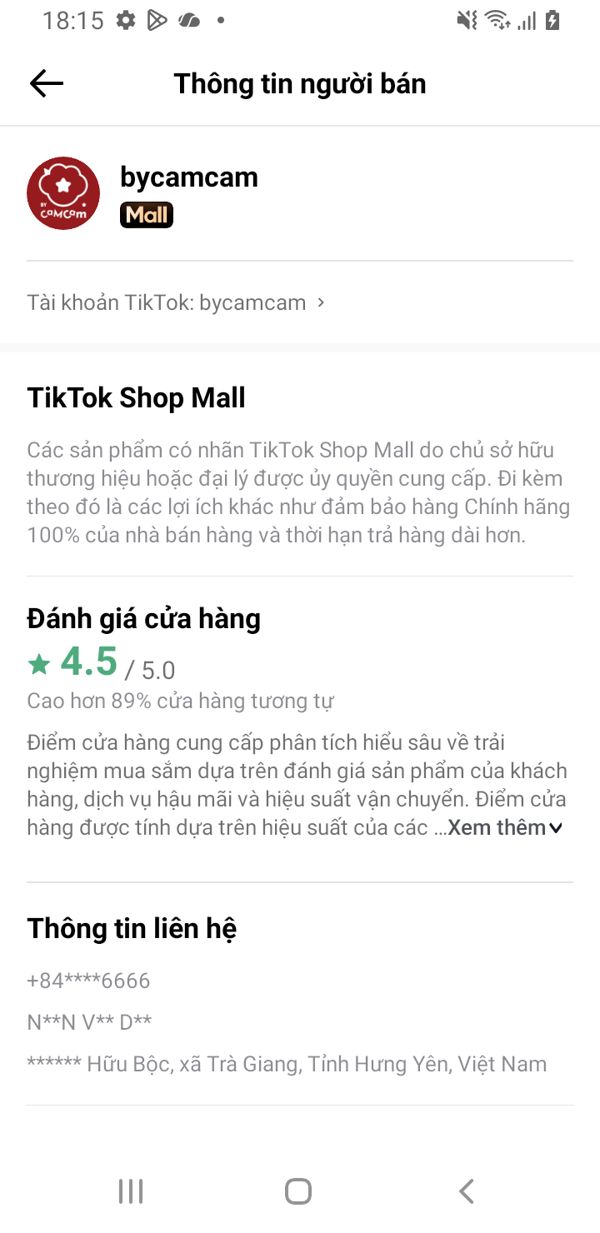 18:15
Thông tin người bán
BY
CAMCAM
bycamcam
Mall
Tài khoản TikTok: bycamcam
TikTok Shop Mall
Các sản phẩm có nhãn TikTok Shop Mall do chủ sở hữu
thương hiệu hoặc đại lý được ủy quyền cung cấp. Đi kèm
theo đó là các lợi ích khác như đảm bảo hàng Chính hãng
100% của nhà bán hàng và thời hạn trả hàng dài hơn.
Đánh giá cửa hàng
4.5 / 5.0
Cao hơn 89% cửa hàng tương tự
Điểm cửa hàng cung cấp phân tích hiểu sâu về trải
nghiệm mua sắm dựa trên đánh giá sản phẩm của khách
hàng, dịch vụ hậu mãi và hiệu suất vận chuyển. Điểm cửa
hàng được tính dựa trên hiệu suất của các ...Xem thêm
Thông tin liên hệ
+84****6666
N**N V** D**
****** Hữu Bộc, xã Trà Giang, Tỉnh Hưng Yên, Việt Nam